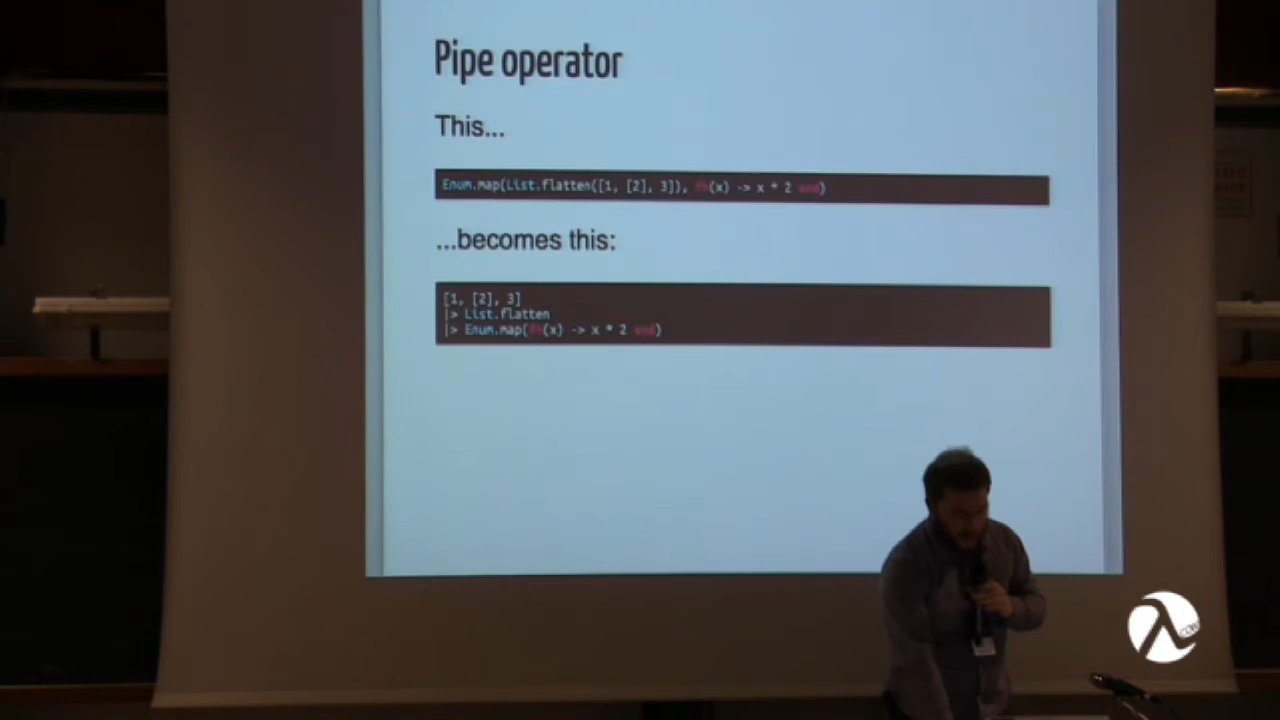 Pipe operator
This...
Enum.map(List.flatten([1, [2], 3]), fn(x) -> x * 2 end)
...becomes this:
[1, [2], 3]
|> List.flatten
|> Enum.map(fn(x) -> x * 2 end)
λ